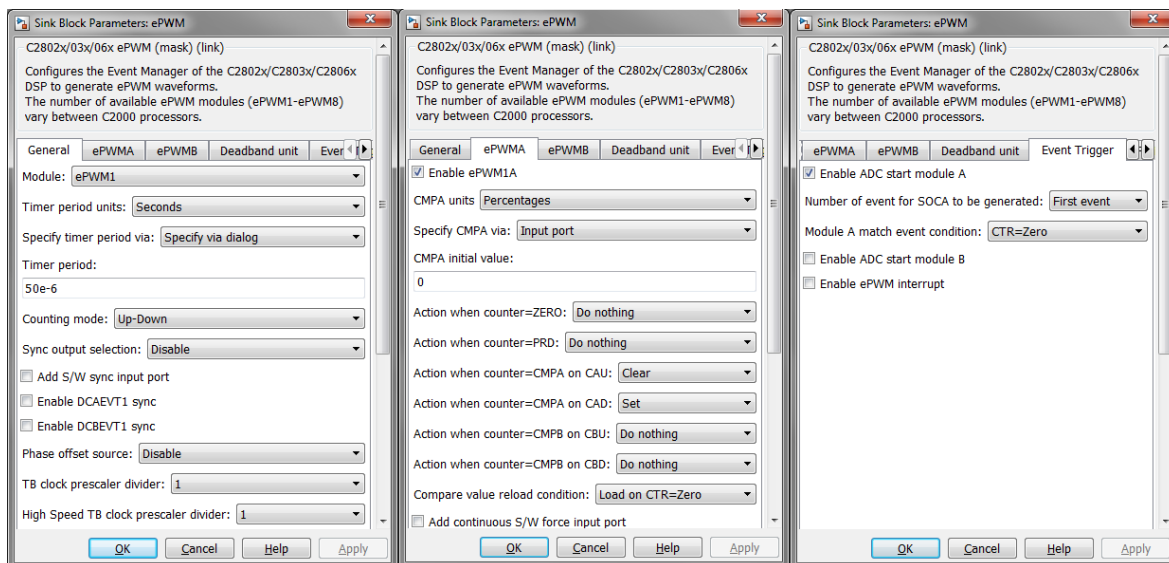 Sink Block Parameters: ePWM
C2802x/03x/06x ePWM (mask) (link)
Configures the Event Manager of the C2802x/C2803x/C2806x
DSP to generate ePWM waveforms.
The number of available ePWM modules (ePWM1-ePWM8)
vary between C2000 processors.
General ePWMA ePWMB Deadband unit
Module: ePWM1
Timer period units: Seconds
Specify timer period via: Specify via dialog
Timer period:
50e-6
Counting mode: Up-Down
Sync output selection: Disable
Add S/W sync input port
Enable DCAEVT1 sync
Enable DCBEVT1 sync
Phase offset source: Disable
TB clock prescaler divider: 1
High Speed TB clock prescaler divider: 1
OK Cancel Help Apply
Sink Block Parameters: ePWM
C2802x/03x/06x ePWM (mask) (link)
Configures the Event Manager of the C2802x/C2803x/C2806x
DSP to generate ePWM waveforms.
The number of available ePWM modules (ePWM1-ePWM8)
vary between C2000 processors.
General ePWMA ePWMB Deadband unit
Enable ePWM1A
CMPA units Percentages
Specify CMPA via: Input port
CMPA initial value:
0
Action when counter=ZERO: Do nothing
Action when counter=PRD: Do nothing
Action when counter=CMPA on CAU: Clear
Action when counter=CMPA on CAD: Set
Action when counter=CMPB on CBU: Do nothing
Action when counter=CMPB on CBD: Do nothing
Compare value reload condition: Load on CTR=Zero
Add continuous S/W force input port
OK Cancel Help Apply
Sink Block Parameters: ePWM
C2802x/03x/06x ePWM (mask) (link)
Configures the Event Manager of the C2802x/C2803x/C2806x
DSP to generate ePWM waveforms.
The number of available ePWM modules (ePWM1-ePWM8)
vary between C2000 processors.
ePWMA ePWMB Deadband unit Event Trigger
Enable ADC start module A
Number of event for SOCA to be generated: First event
Module A match event condition: CTR=Zero
Enable ADC start module B
Enable ePWM interrupt
OK Cancel Help Apply